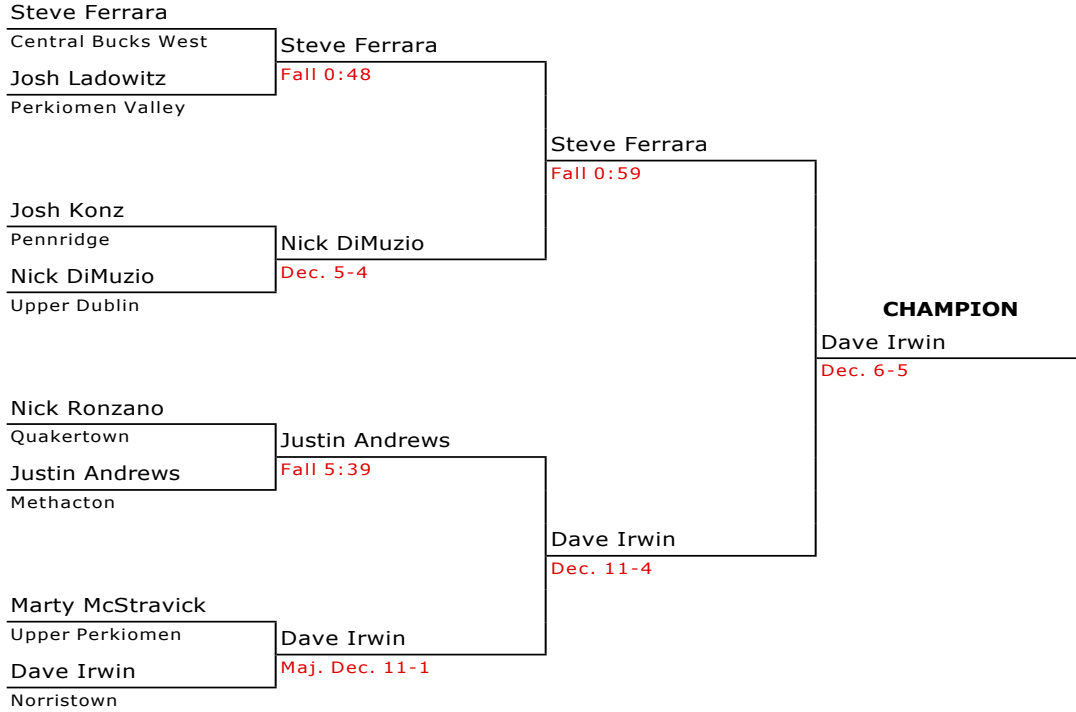 Steve Ferrara
Central Bucks West
Steve Ferrara
Josh Ladowitz
Fall 0:48
Perkiomen Valley
Steve Ferrara
Fall 0:59
Josh Konz
Pennridge
Nick DiMuzio
Nick DiMuzio
Dec. 5-4
Upper Dublin
CHAMPION
Dave Irwin
Dec. 6-5
Nick Ronzano
Quakertown
Justin Andrews
Justin Andrews
Fall 5:39
Methacton
Dave Irwin
Dec. 11-4
Marty McStravick
Upper Perkiomen
Dave Irwin
Dave Irwin
Maj. Dec. 11-1
Norristown